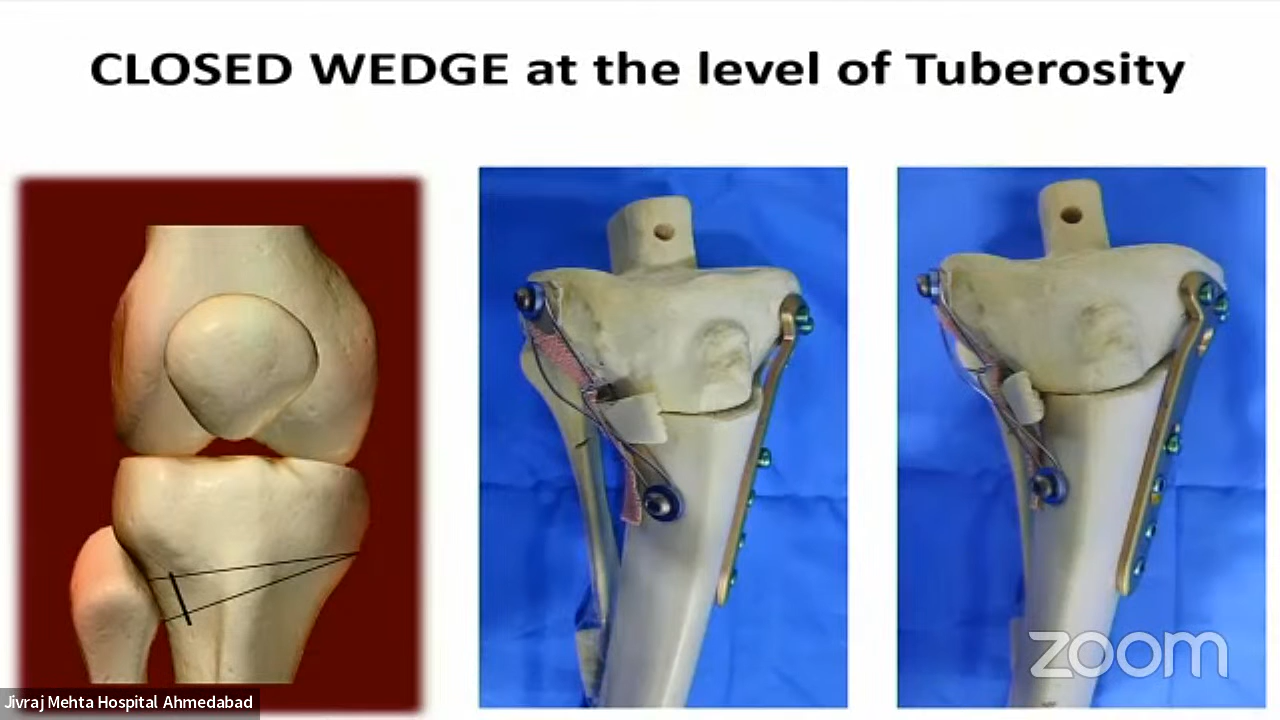 CLOSED WEDGE at the level of Tuberosity
zoom
Jivraj Mehta Hospital Ahmedabad